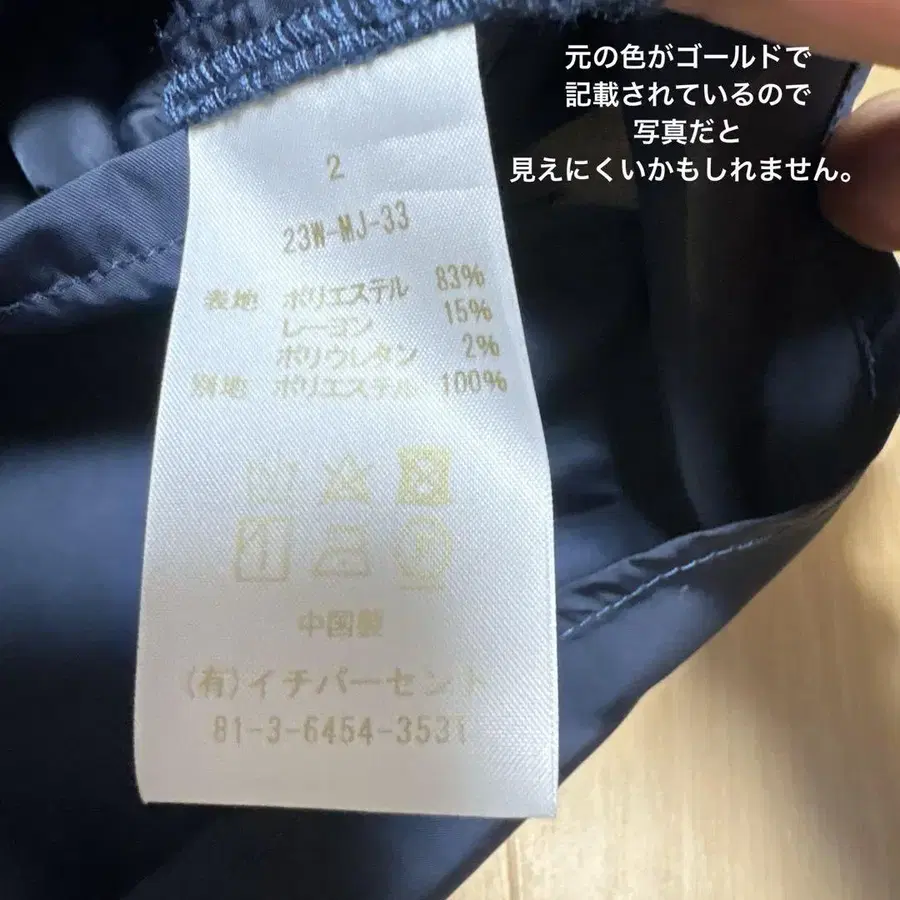 元の色がゴールドで
記載されているので
写真だと
見えにくいかもしれません。
2
23W-MJ-33
表地 ポリエステル 83%
レーヨン 15%
ポリウレタン 2%
別地 ポリエステル 100%
中国製
(有)イチパーセント
81-3-6454-3531